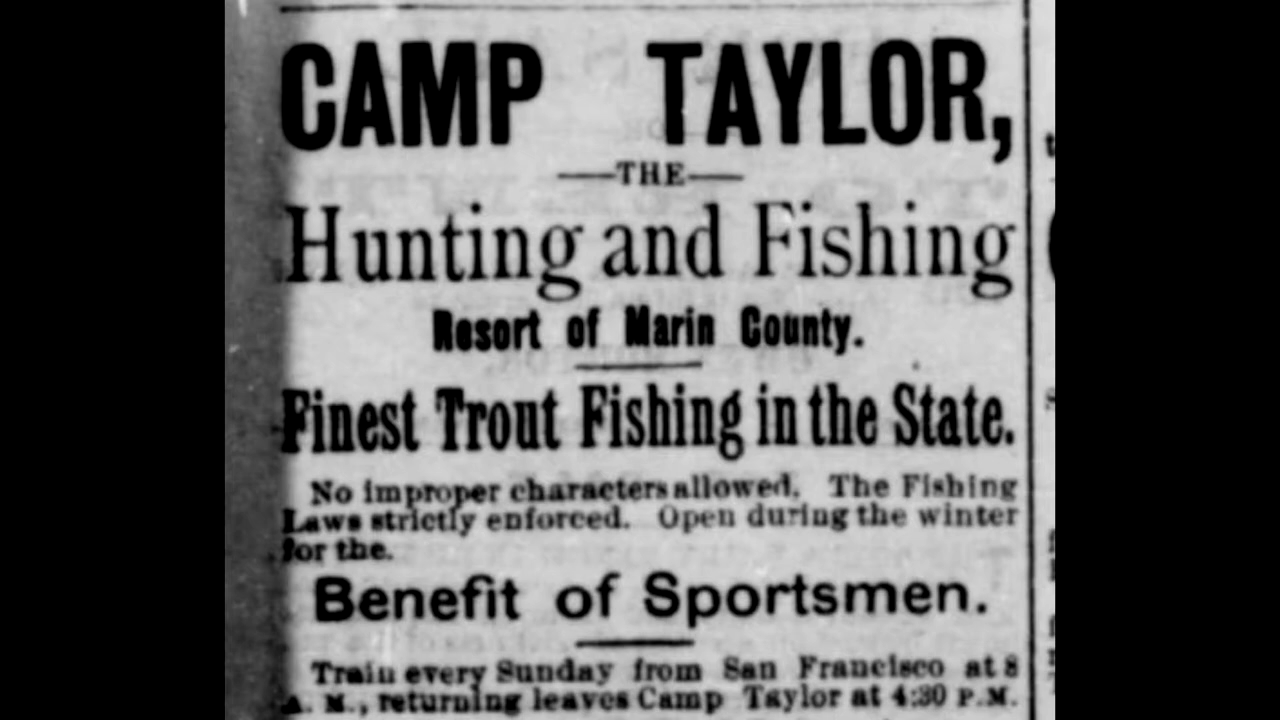 CAMP TAYLOR,
—THE—
Hunting and Fishing
Resort of Marin County.
Finest Trout Fishing in the State.
No improper characters allowed. The Fishing
Laws strictly enforced. Open during the winter
for the.
Benefit of Sportsmen.
Train every Sunday from San Francisco at 8
A. M., returning leaves Camp Taylor at 4:30 P.M.